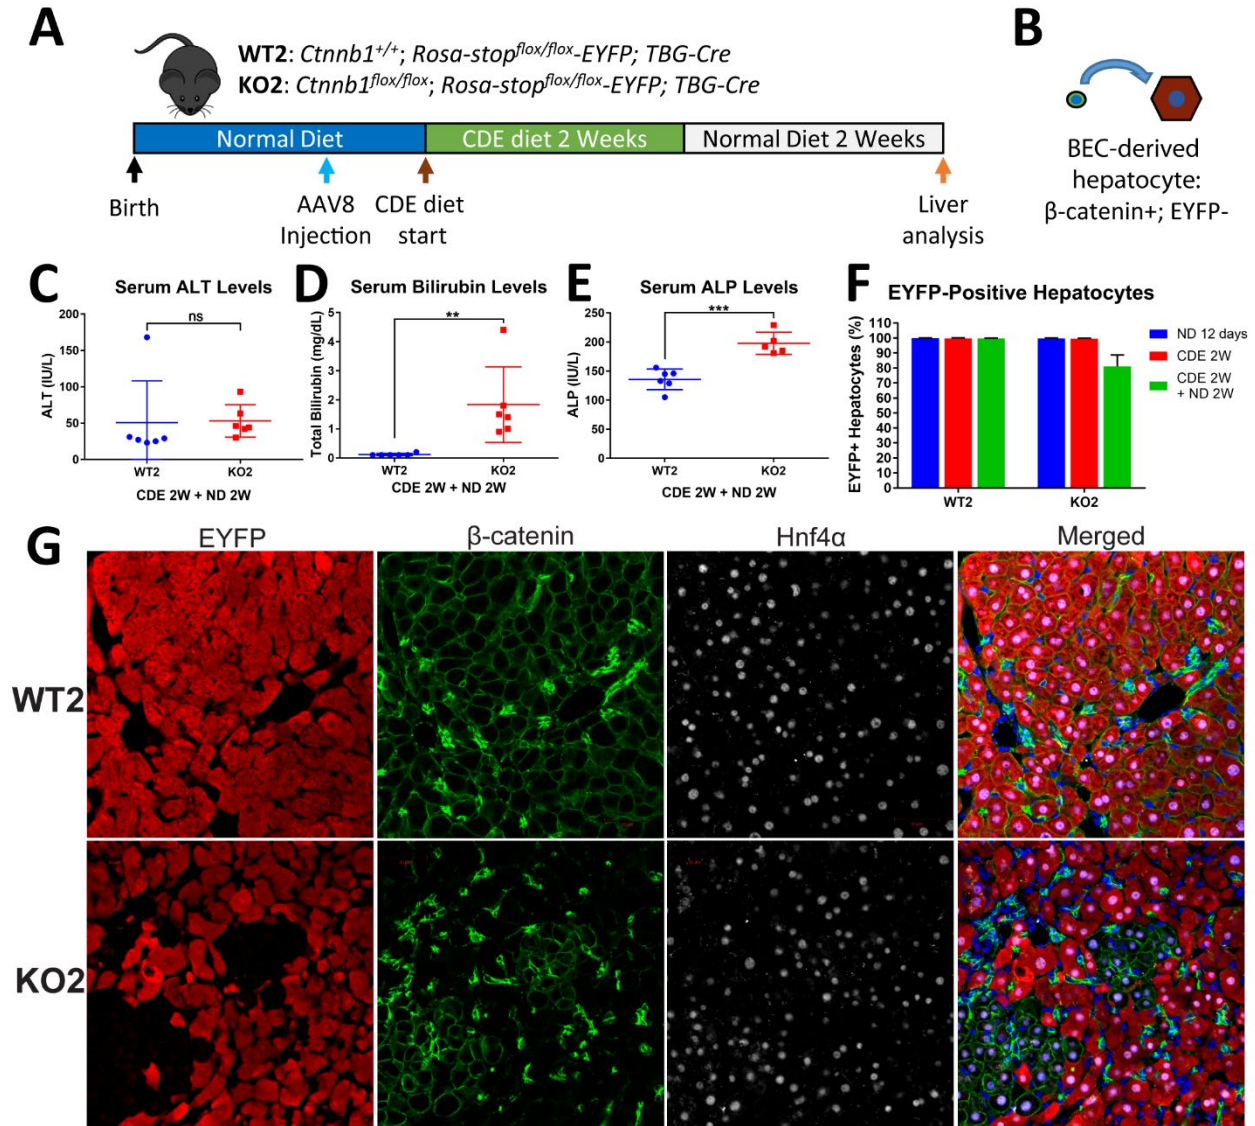 A
WT2: Ctnnb1+/+; Rosa-stopflox/flox-EYFP; TBG-Cre
KO2: Ctnnb1flox/flox; Rosa-stopflox/flox-EYFP; TBG-Cre
Normal Diet
CDE diet 2 Weeks
Normal Diet 2 Weeks
Birth
AAV8
Injection
CDE diet
start
Liver
analysis
B
BEC-derived
hepatocyte:
β-catenin+; EYFP-
C
Serum ALT Levels
ns
ALT (IU/L)
200
150
100
50
0
WT2
KO2
CDE 2W + ND 2W
D
Serum Bilirubin Levels
**
Total Bilirubin (mg/dL)
5
4
3
2
1
0
WT2
KO2
CDE 2W + ND 2W
E
Serum ALP Levels
***
ALP (IU/L)
250
200
150
100
50
0
WT2
KO2
CDE 2W + ND 2W
F
EYFP-Positive Hepatocytes
EYFP+ Hepatocytes (%)
110
100
90
80
70
60
50
40
30
20
10
0
WT2
KO2
ND 12 days
CDE 2W
CDE 2W
+ ND 2W
G
EYFP
β-catenin
Hnf4α
Merged
WT2
KO2